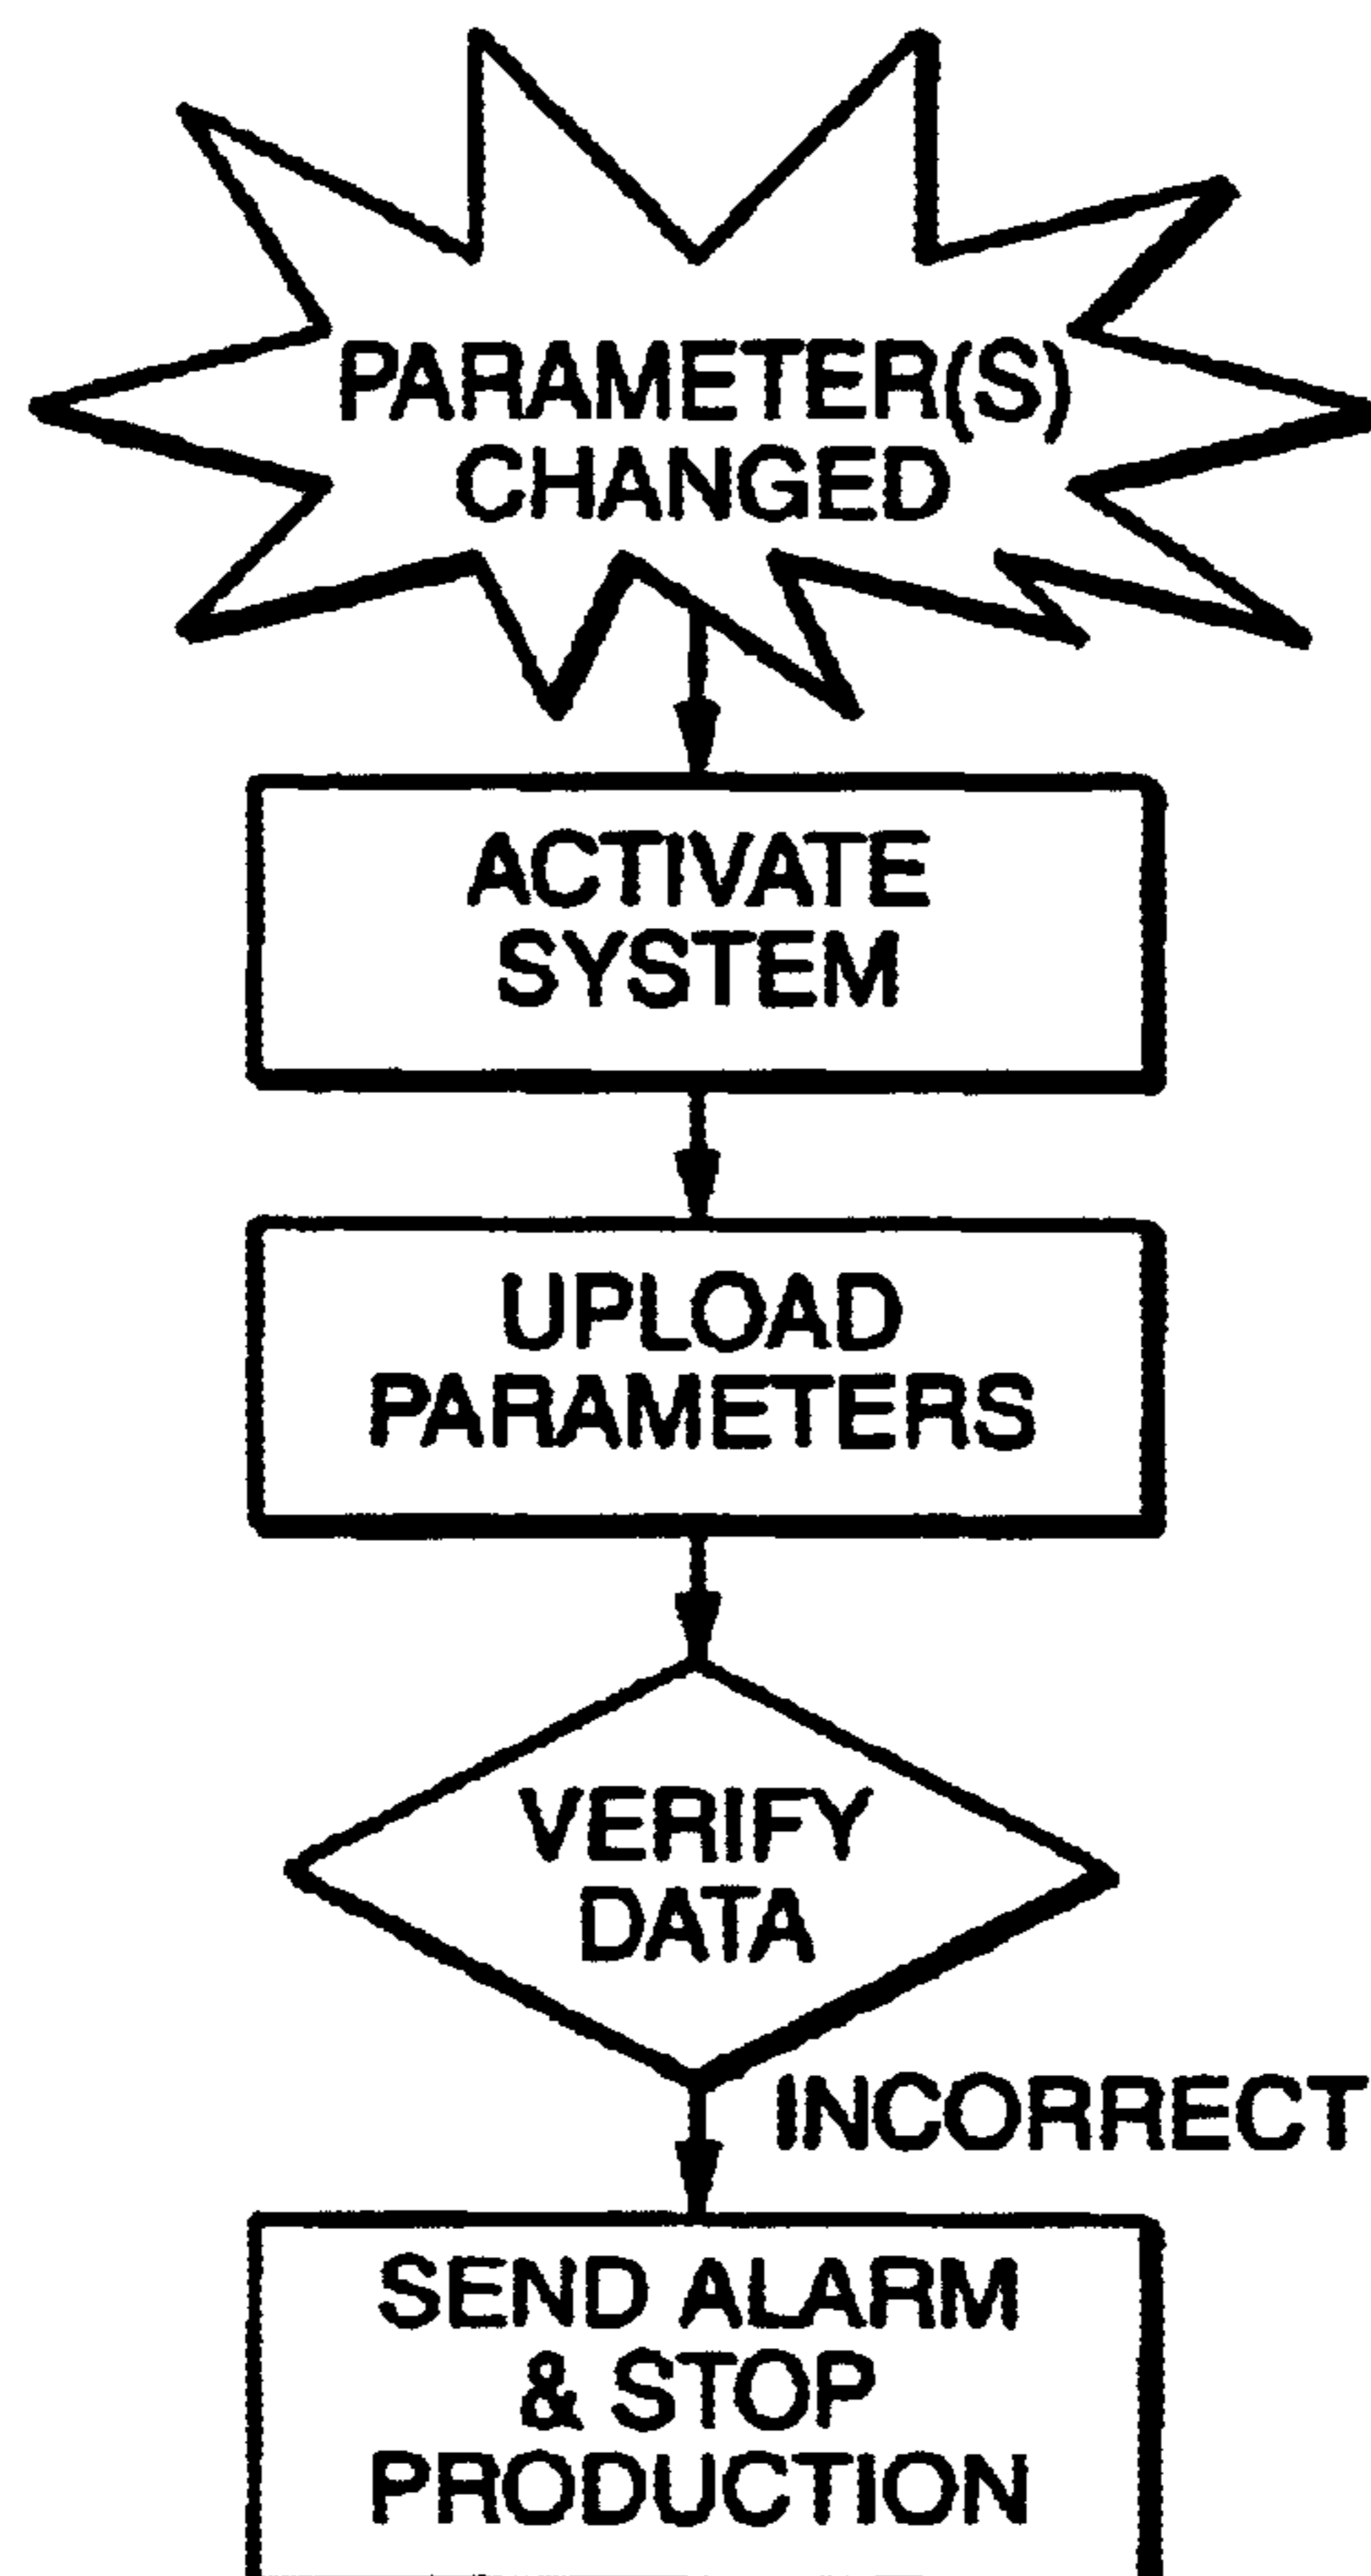 PARAMETER(S)
CHANGED
ACTIVATE
SYSTEM
UPLOAD
PARAMETERS
VERIFY
DATA
INCORRECT
SEND ALARM
& STOP
PRODUCTION